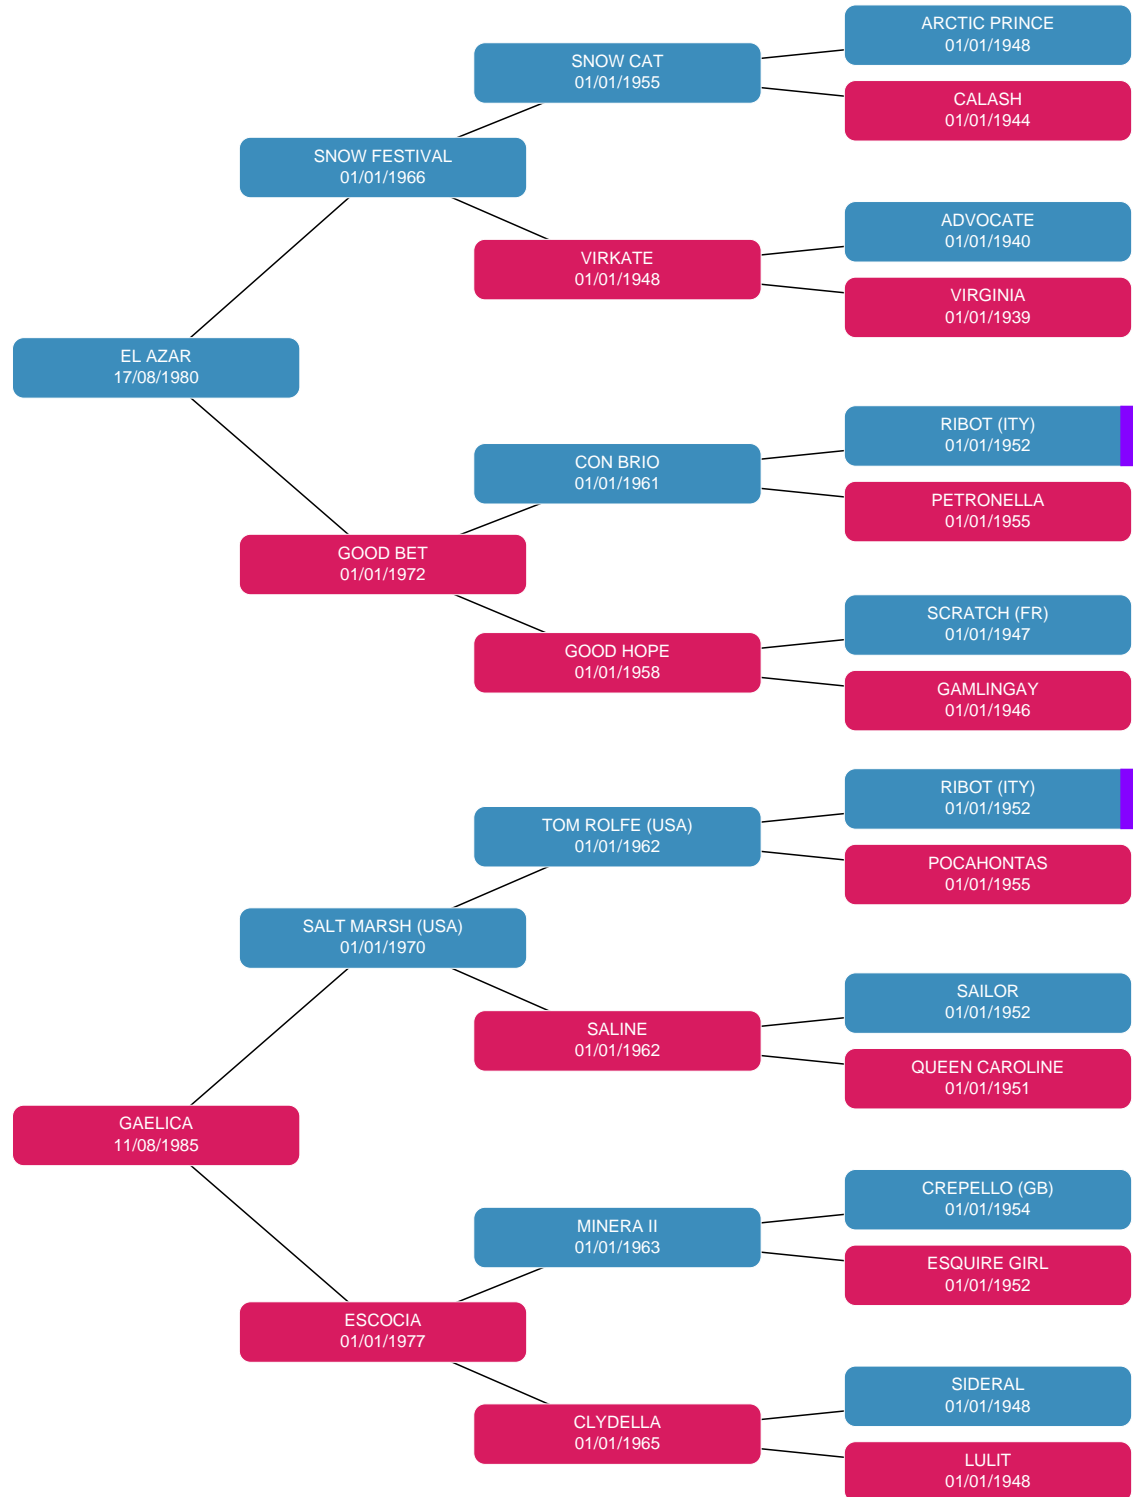 ARCTIC PRINCE
01/01/1948
SNOW CAT
01/01/1955
CALASH
01/01/1944
SNOW FESTIVAL
01/01/1966
ADVOCATE
01/01/1940
VIRKATE
01/01/1948
VIRGINIA
01/01/1939
EL AZAR
17/08/1980
RIBOT (ITY)
01/01/1952
CON BRIO
01/01/1961
PETRONELLA
01/01/1955
GOOD BET
01/01/1972
SCRATCH (FR)
01/01/1947
GOOD HOPE
01/01/1958
GAMLINGAY
01/01/1946
RIBOT (ITY)
01/01/1952
TOM ROLFE (USA)
01/01/1962
POCAHONTAS
01/01/1955
SALT MARSH (USA)
01/01/1970
SAILOR
01/01/1952
SALINE
01/01/1962
QUEEN CAROLINE
01/01/1951
GAELICA
11/08/1985
CREPELLO (GB)
01/01/1954
MINERA II
01/01/1963
ESQUIRE GIRL
01/01/1952
ESCOCIA
01/01/1977
SIDERAL
01/01/1948
CLYDELLA
01/01/1965
LULIT
01/01/1948